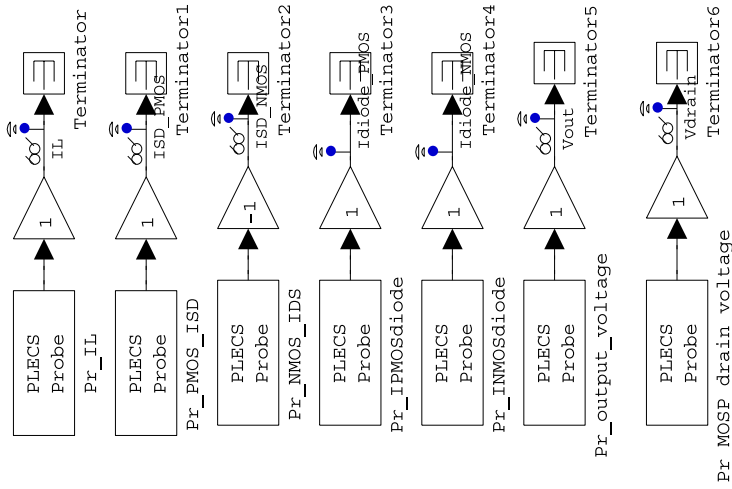 PLECS
Probe
Pr_IL
1
IL
Terminator
PLECS
Probe
Pr_PMOS_ISD
1
ISD_PMOS
Terminator1
PLECS
Probe
Pr_NMOS_IDS
-1
ISD_NMOS
Terminator2
PLECS
Probe
Pr_IPMOSdiode
1
Idiode_PMOS
Terminator3
PLECS
Probe
Pr_INMOSdiode
1
Idiode_NMOS
Terminator4
PLECS
Probe
Pr_output_voltage
1
Vout
Terminator5
PLECS
Probe
Pr MOSP drain voltage
1
Vdrain
Terminator6